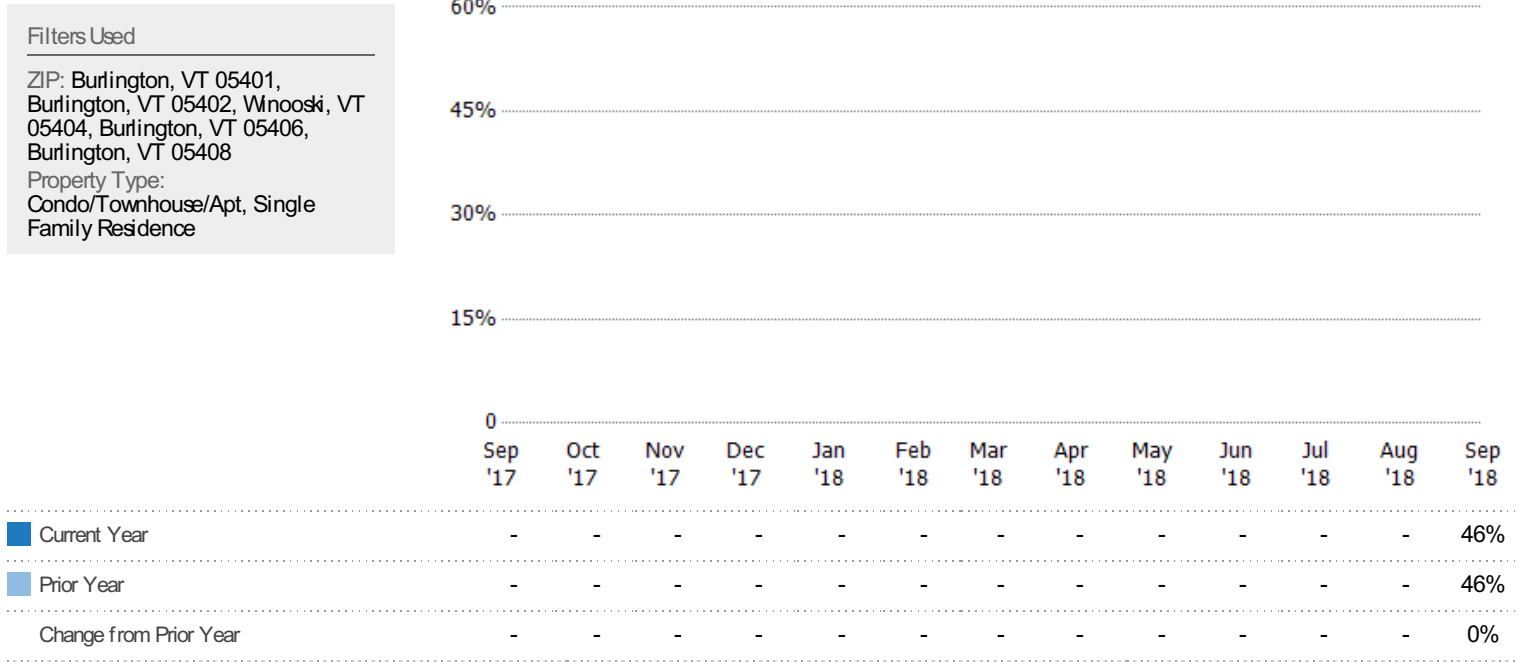 Filters Used
ZIP: Burlington, VT 05401,
Burlington, VT 05402, Winooski, VT
05404, Burlington, VT 05406,
Burlington, VT 05408
Property Type:
Condo/Townhouse/Apt, Single
Family Residence
60%
45%
30%
15%
0
Sep Oct Nov Dec Jan Feb Mar Apr May Jun Jul Aug Sep
'17 '17 '17 '17 '18 '18 '18 '18 '18 '18 '18 '18 '18
Current Year - - - - - - - - - - - - 46%
Prior Year - - - - - - - - - - - - 46%
Change from Prior Year - - - - - - - - - - - - 0%